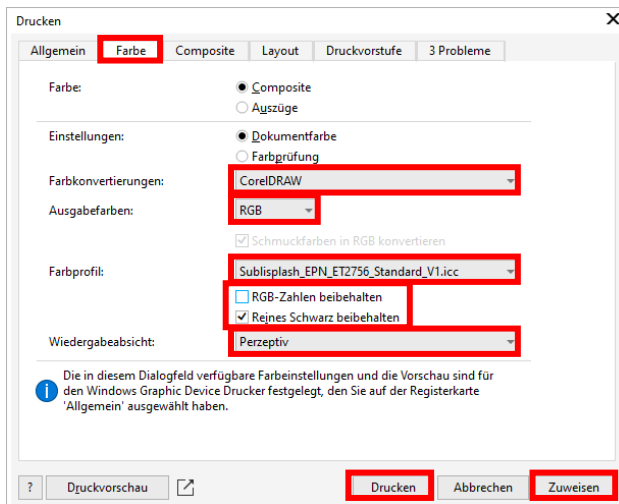 Drucken
Allgemein Farbe Composite Layout Druckvorstufe 3 Probleme
Farbe: Composite
Auszüge
Einstellungen: Dokumentfarbe
Farbprüfung
Farbkonvertierungen: CorelDRAW
Ausgabefarben: RGB
Schmuckfarben in RGB konvertieren
Farbprofil: Sublisplash_EPN_ET2756_Standard_V1.icc
RGB-Zahlen beibehalten
Reines Schwarz beibehalten
Wiedergabeabsicht: Perzeptiv
Die in diesem Dialogfeld verfügbare Farbeinstellungen und die Vorschau sind für
den Windows Graphic Device Drucker festgelegt, den Sie auf der Registerkarte
'Allgemein' ausgewählt haben.
? Druckvorschau Drucken Abbrechen Zuweisen